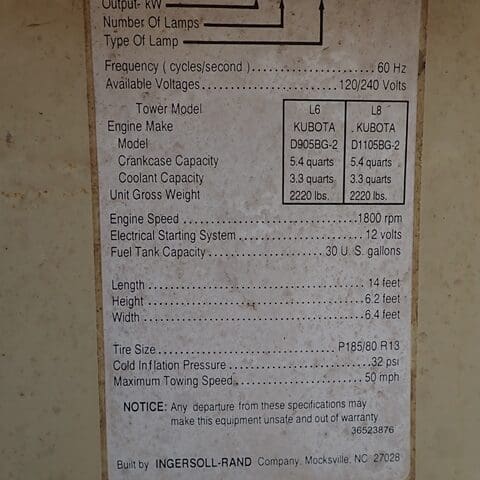 Output- kW
Number Of Lamps
Type Of Lamp
Frequency ( cycles/second ) 60 Hz
Available Voltages 120/240 Volts
Tower Model L6 L8
Engine Make KUBOTA KUBOTA
Model D905BG-2 D1105BG-2
Crankcase Capacity 5.4 quarts 5.4 quarts
Coolant Capacity 3.3 quarts 3.3 quarts
Unit Gross Weight 2220 lbs. 2220 lbs.
Engine Speed 1800 rpm
Electrical Starting System 12 volts
Fuel Tank Capacity 30 U. S. gallons
Length 14 feet
Height 6.2 feet
Width 6.4 feet
Tire Size P185/80 R13
Cold Inflation Pressure 32 psi
Maximum Towing Speed 50 mph
NOTICE: Any departure from these specifications may
make this equipment unsafe and out of warranty
36523876
Built by INGERSOLL-RAND Company, Mocksville, NC 27028